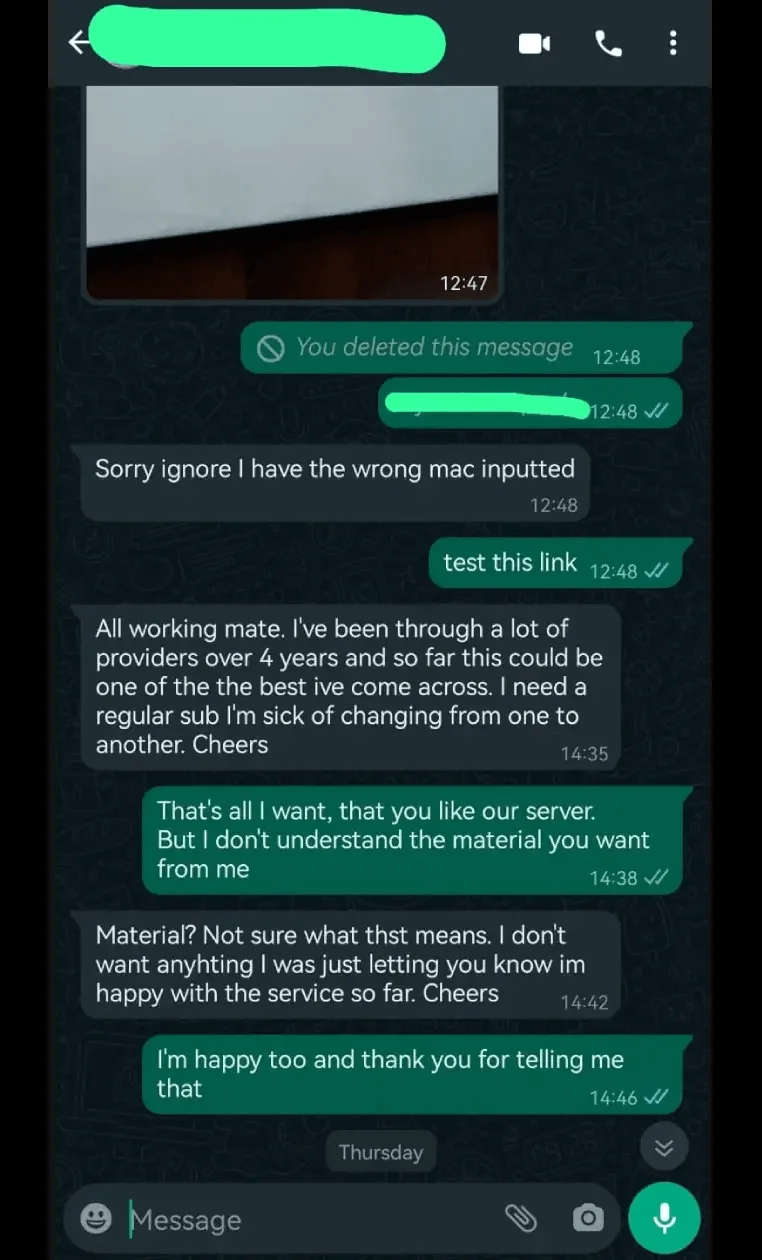 12:47
You deleted this message 12:48
12:48
Sorry ignore I have the wrong mac inputted
12:48
test this link 12:48
All working mate. I've been through a lot of
providers over 4 years and so far this could be
one of the the best ive come across. I need a
regular sub I'm sick of changing from one to
another. Cheers
14:35
That's all I want, that you like our server.
But I don't understand the material you want
from me
14:38
Material? Not sure what thst means. I don't
want anyhting I was just letting you know im
happy with the service so far. Cheers
14:42
I'm happy too and thank you for telling me
that
14:46
Thursday
Message